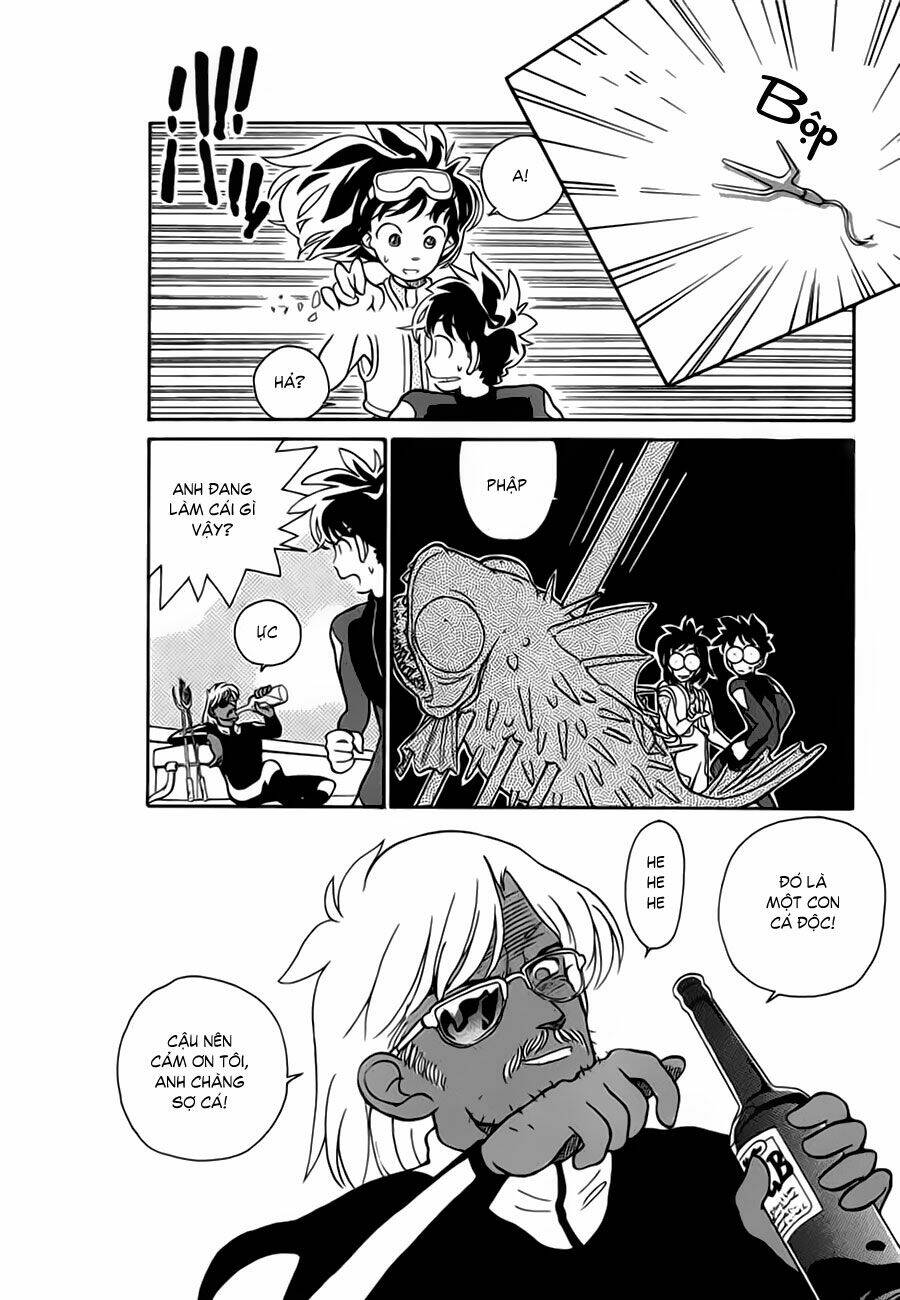 BỘP
A!
HẢ?
PHẬP
ANH ĐANG
LÀM CÁI GÌ
VẬY?
ỰC
ĐÓ LÀ
MỘT CON
CÁ ĐỘC!
HE
HE
HE
CẬU NÊN
CẢM ƠN TÔI,
ANH CHÀNG
SỢ CÁ!